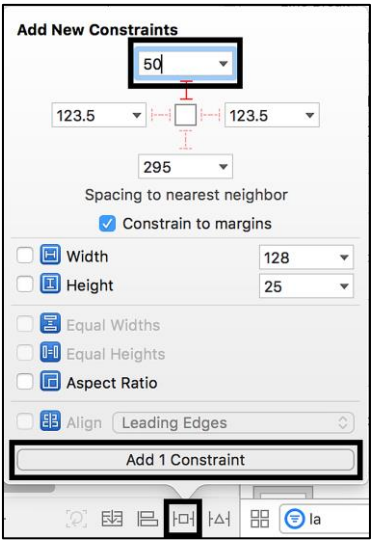 Add New Constraints
50
123.5 123.5
295
Spacing to nearest neighbor
Constrain to margins
Width 128
Height 25
Equal Widths
Equal Heights
Aspect Ratio
Align Leading Edges
Add 1 Constraint
la